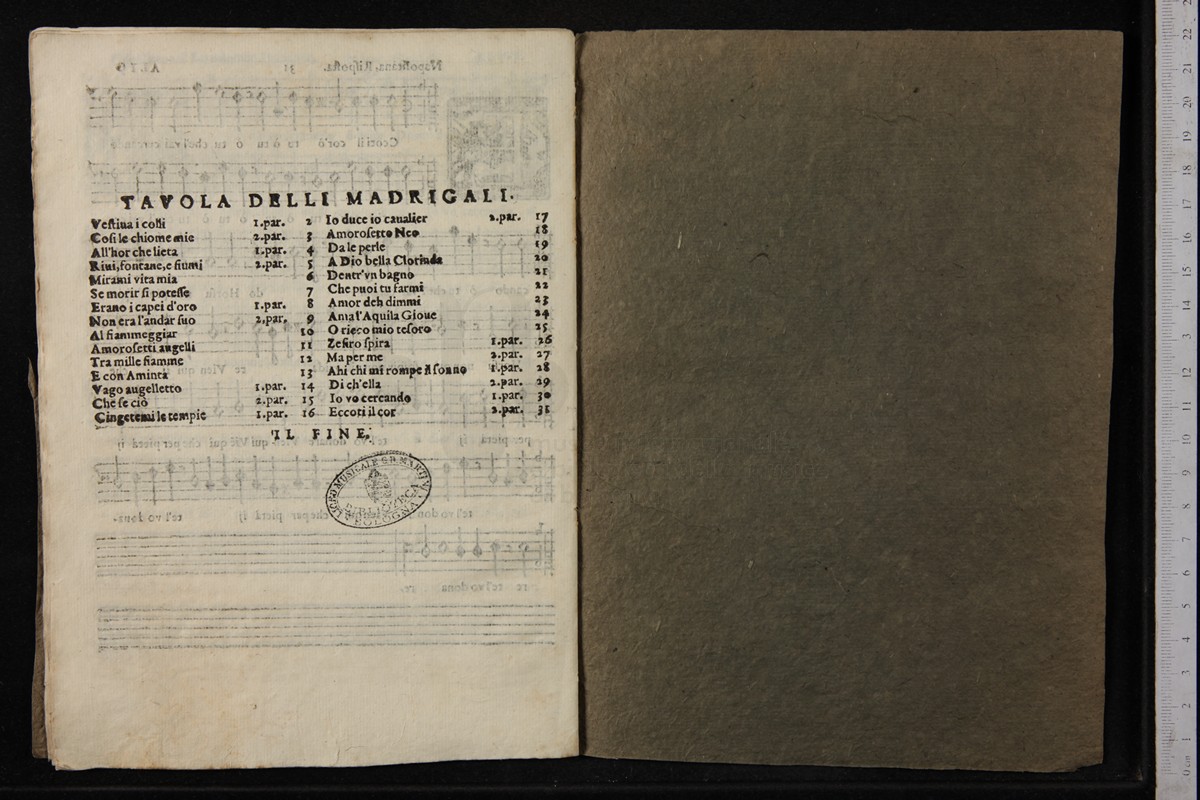 TAVOLA DELLI MADRIGALI.
Veſtiua i colli 1.par. 2
Coſi le chiome mie 2.par. 3
All'hor che lieta 1.par. 4
Riui, fontane, e fiumi 2.par. 5
Mirami vita mia 6
Se morir ſi poteſſe 7
Erano i capei d'oro 1.par. 8
Non era l'andar ſuo 2.par. 9
Al fiammeggiar 10
Amoroſetti augelli 11
Tra mille fiamme 12
E con Aminta 13
Vago augelletto 1.par. 14
Che ſe ciò 2.par. 15
Cingetemi le tempie 1.par. 16
Io duce io caualier 2.par. 17
Amoroſetto Neo 18
Da le perle 19
A Dio bella Clorinda 20
Dentr'vn bagno 21
Che puoi tu farmi 22
Amor deh dimmi 23
Ama l'Aquila Gioue 24
O ricco mio teſoro 25
Zefiro ſpira 1.par. 26
Ma per me 2.par. 27
Ahi chi mi rompe il ſonno 1.par. 28
Di ch'ella 2.par. 29
Io vo cercando 1.par. 30
Eccoti il cor 2.par. 31
IL FINE.
LICEO MUSICALE G.B. MARTINI
BIBLIOTECA
BOLOGNA